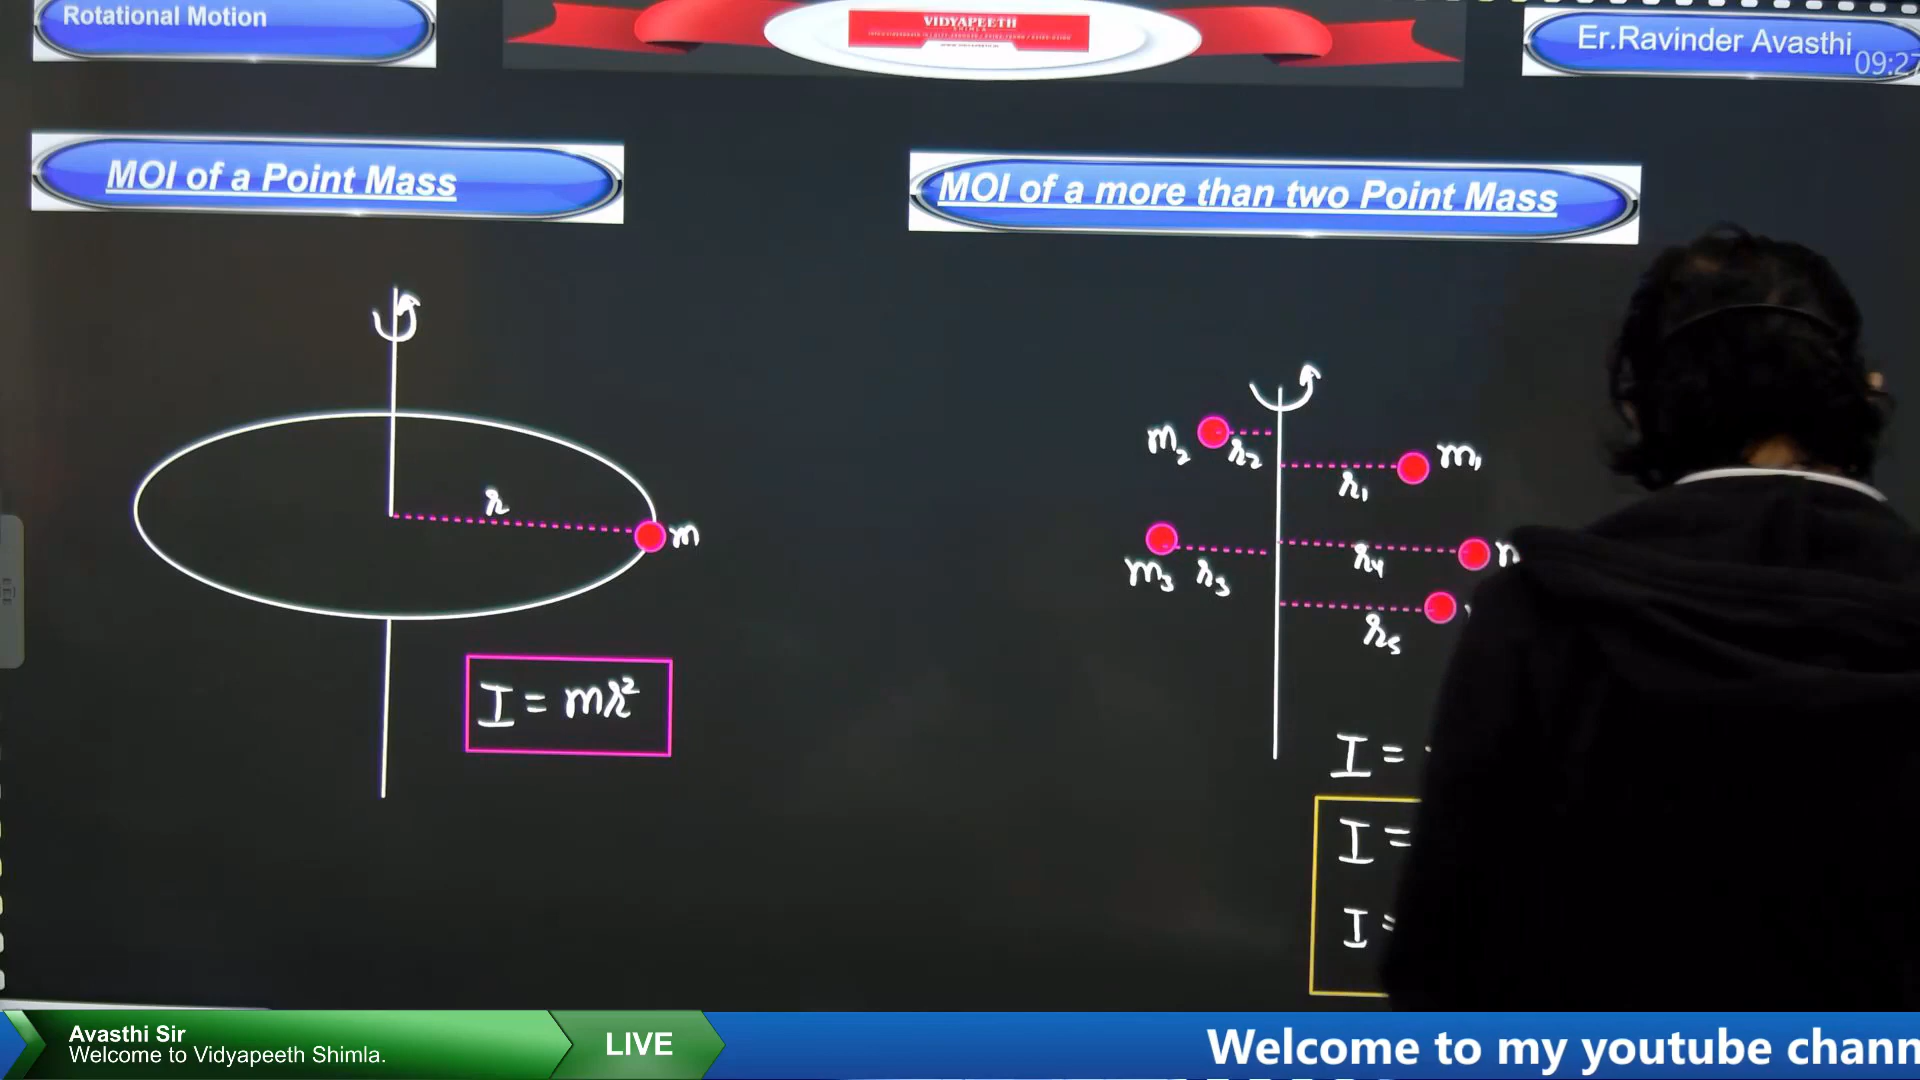 Rotational Motion
VIDYAPEETH
SHIMLA
Er.Ravinder Avasthi
09:27
MOI of a Point Mass
MOI of a more than two Point Mass
r
m
I = mr²
m₂
r₂
m₁
r₁
m₃ r₃
r₄
r₅
I =
I =
I =
Avasthi Sir
Welcome to Vidyapeeth Shimla.
LIVE
Welcome to my youtube chann